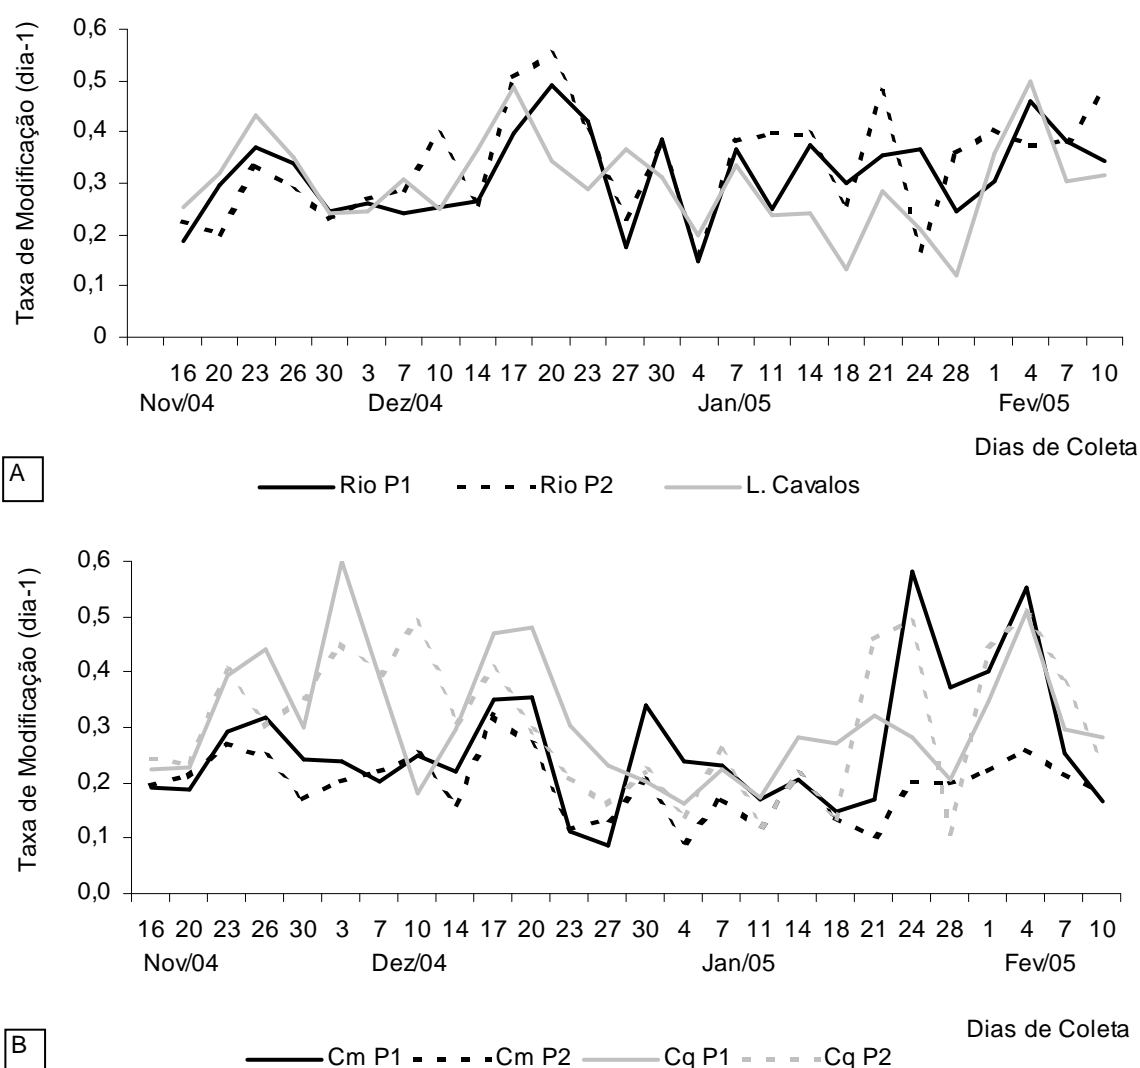 Taxa de Modificação (dia-1)
0,6
0,5
0,4
0,3
0,2
0,1
0
16 20 23 26 30 3 7 10 14 17 20 23 27 30 4 7 11 14 18 21 24 28 1 4 7 10
Nov/04 Dez/04 Jan/05 Fev/05
Dias de Coleta
A
Rio P1 Rio P2 L. Cavalos
Taxa de Modificação (dia-1)
0,6
0,5
0,4
0,3
0,2
0,1
0,0
16 20 23 26 30 3 7 10 14 17 20 23 27 30 4 7 11 14 18 21 24 28 1 4 7 10
Nov/04 Dez/04 Jan/05 Fev/05
Dias de Coleta
B
Cm P1 Cm P2 Cq P1 Cq P2